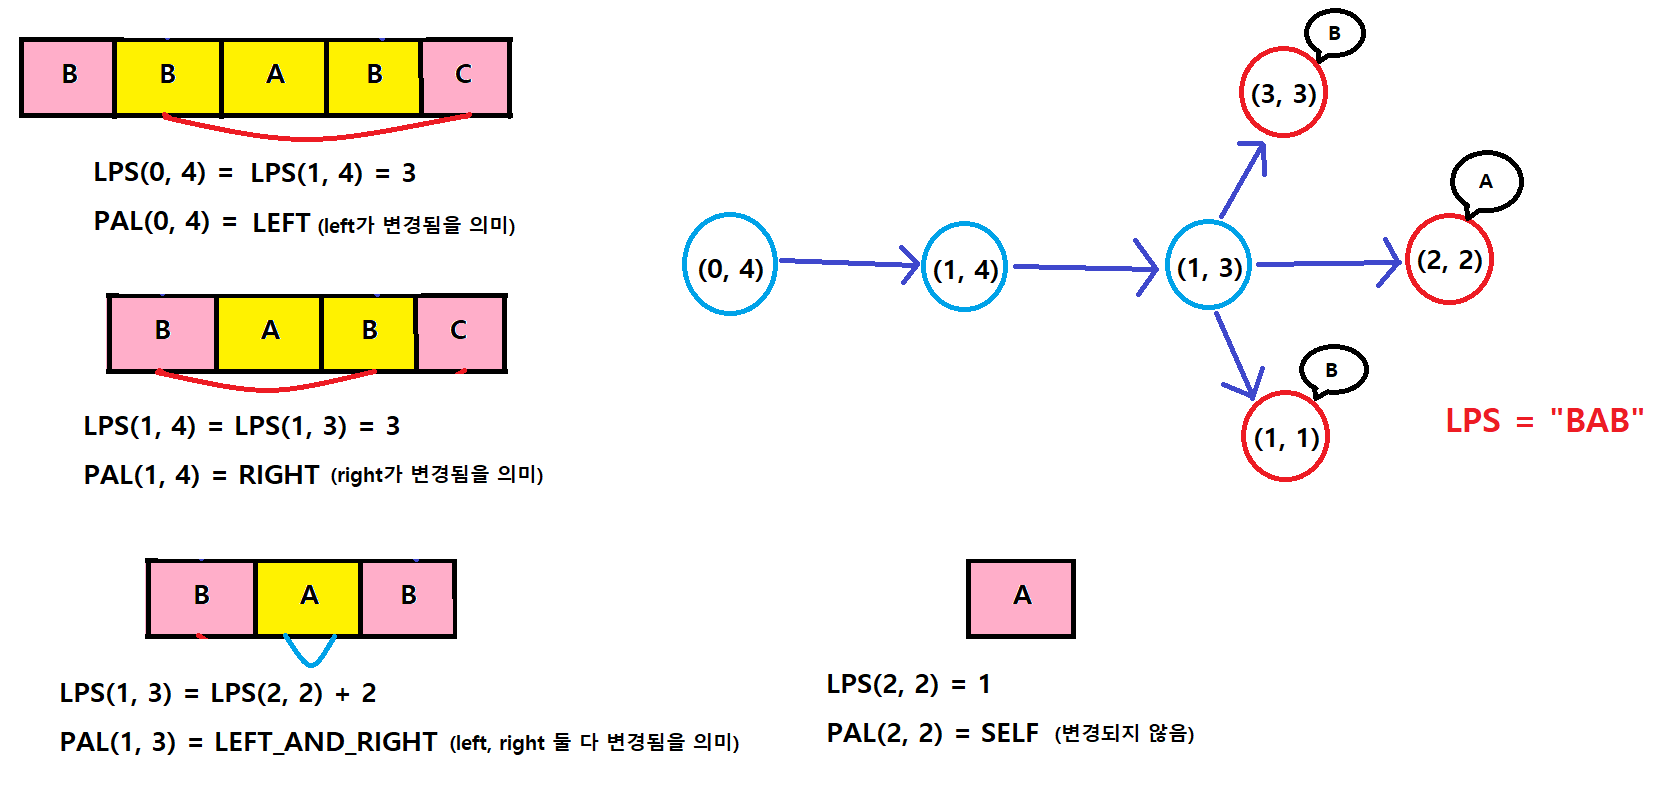 B B A B C
LPS(0, 4) = LPS(1, 4) = 3
PAL(0, 4) = LEFT (left가 변경됨을 의미)
B A B C
LPS(1, 4) = LPS(1, 3) = 3
PAL(1, 4) = RIGHT (right가 변경됨을 의미)
B A B
LPS(1, 3) = LPS(2, 2) + 2
PAL(1, 3) = LEFT_AND_RIGHT (left, right 둘 다 변경됨을 의미)
B
(3, 3)
A
(0, 4) (1, 4) (1, 3) (2, 2)
B
(1, 1)
LPS = "BAB"
A
LPS(2, 2) = 1
PAL(2, 2) = SELF (변경되지 않음)